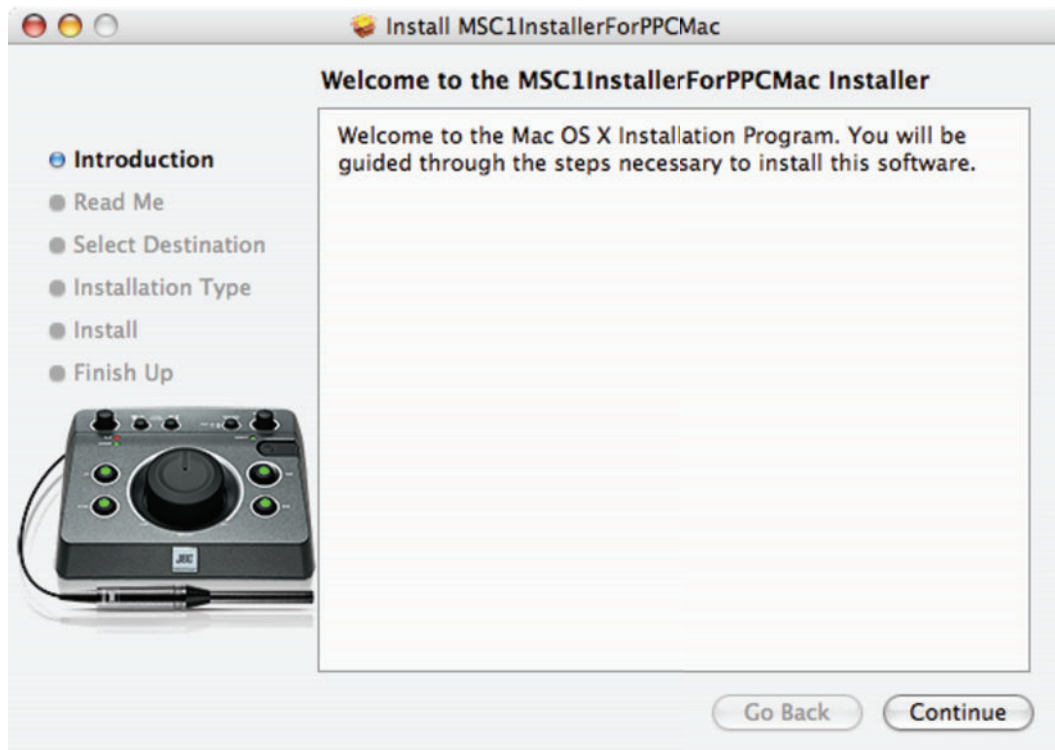 Install MSC1InstallerForPPCMac
Welcome to the MSC1InstallerForPPCMac Installer
Introduction
Read Me
Select Destination
Installation Type
Install
Finish Up
Welcome to the Mac OS X Installation Program. You will be
guided through the steps necessary to install this software.
Go Back
Continue